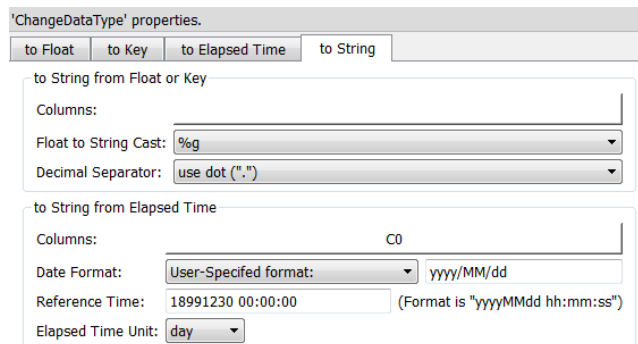 'ChangeDataType' properties.
to Float to Key to Elapsed Time to String
to String from Float or Key
Columns:
Float to String Cast: %g
Decimal Separator: use dot (".")
to String from Elapsed Time
Columns: C0
Date Format: User-Specifed format: yyyy/MM/dd
Reference Time: 18991230 00:00:00 (Format is "yyyyMMdd hh:mm:ss")
Elapsed Time Unit: day